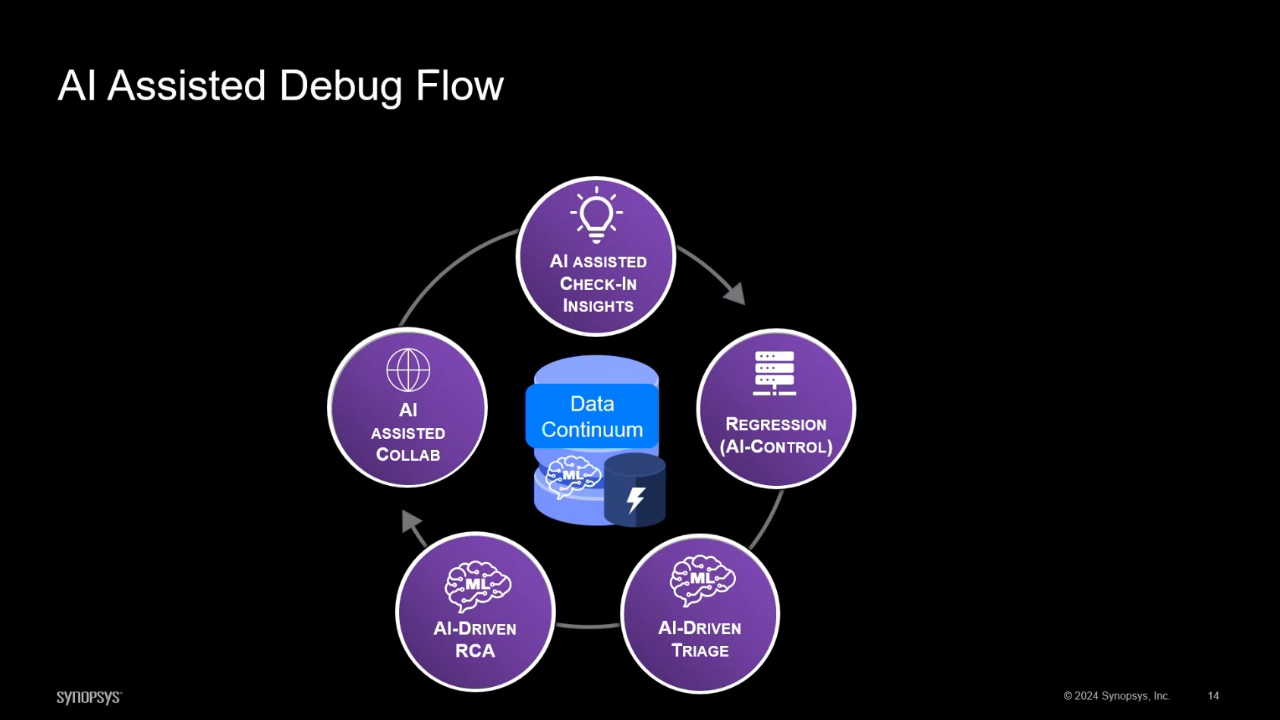 AI Assisted Debug Flow
AI ASSISTED
CHECK-IN
INSIGHTS
AI
ASSISTED
COLLAB
Data
Continuum
ML
REGRESSION
(AI-CONTROL)
ML
AI-DRIVEN
RCA
ML
AI-DRIVEN
TRIAGE
SYNOPSYS®
© 2024 Synopsys, Inc.
14